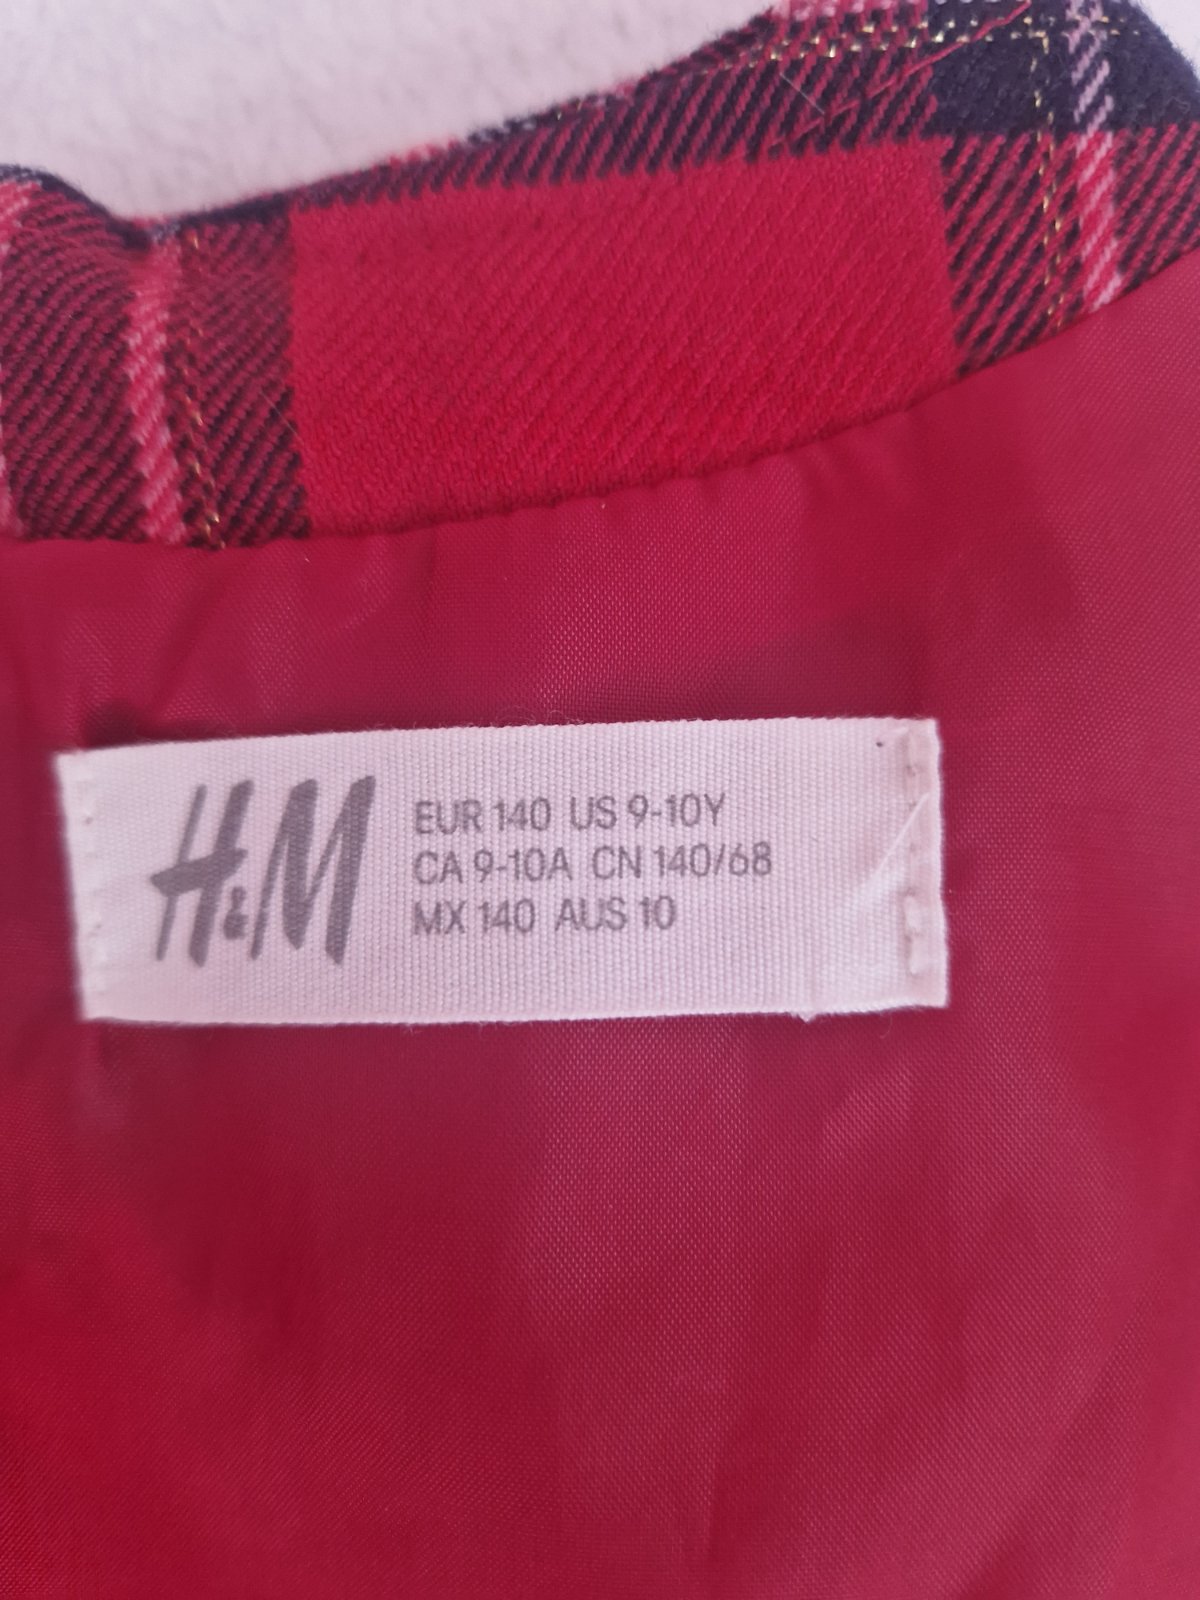 H&M
EUR 140 US 9-10Y
CA 9-10A CN 140/68
MX 140 AUS 10